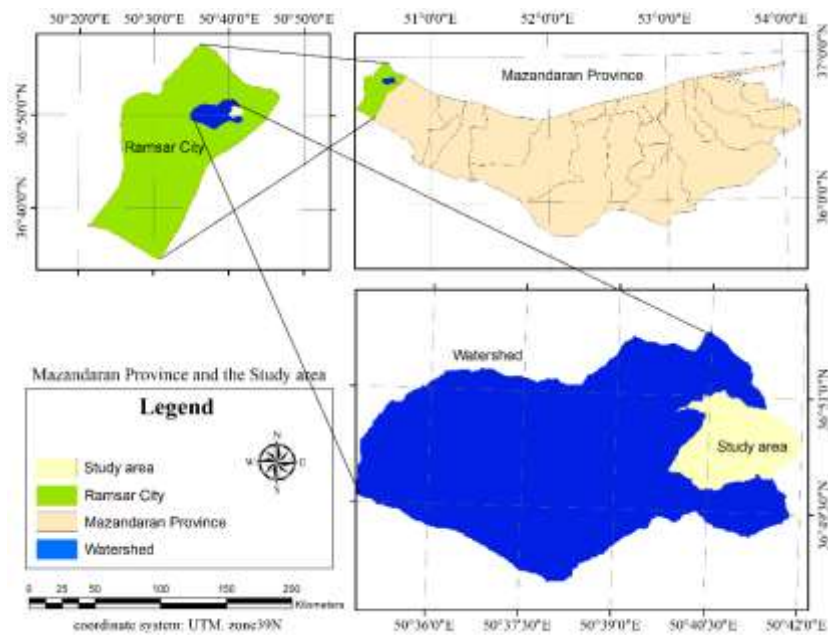 50°20'0"E 50°30'0"E 50°40'0"E 50°50'0"E
36°50'0"N
36°40'0"N
Ramsar City
51°0'0"E 52°0'0"E 53°0'0"E 54°0'0"E
37°0'0"N
36°0'0"N
Mazandaran Province
Watershed
Study area
36°51'0"N
50°36'0"E 50°37'30"E 50°39'0"E 50°40'30"E 50°42'0"E
Mazandaran Province and the Study area
Legend
N
W
S
Study area
Ramsar City
Mazandaran Province
Watershed
0 25 50 100 150 200
Kilometers
coordinate system: UTM. zone39N